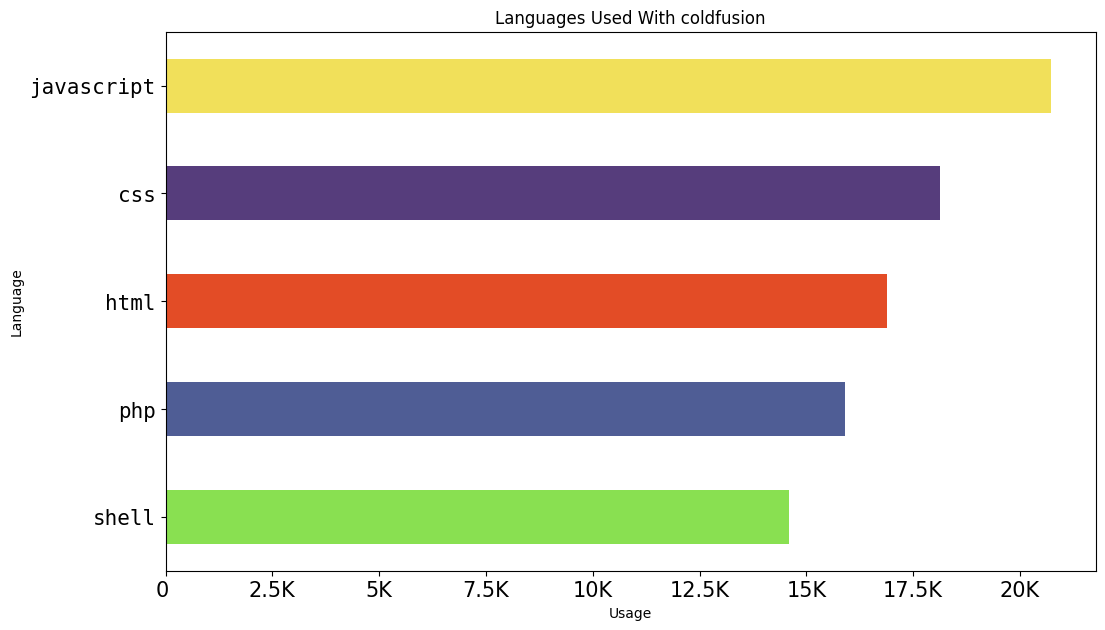 Languages Used With coldfusion
javascript
css
html
php
shell
Language
0 2.5K 5K 7.5K 10K 12.5K 15K 17.5K 20K
Usage